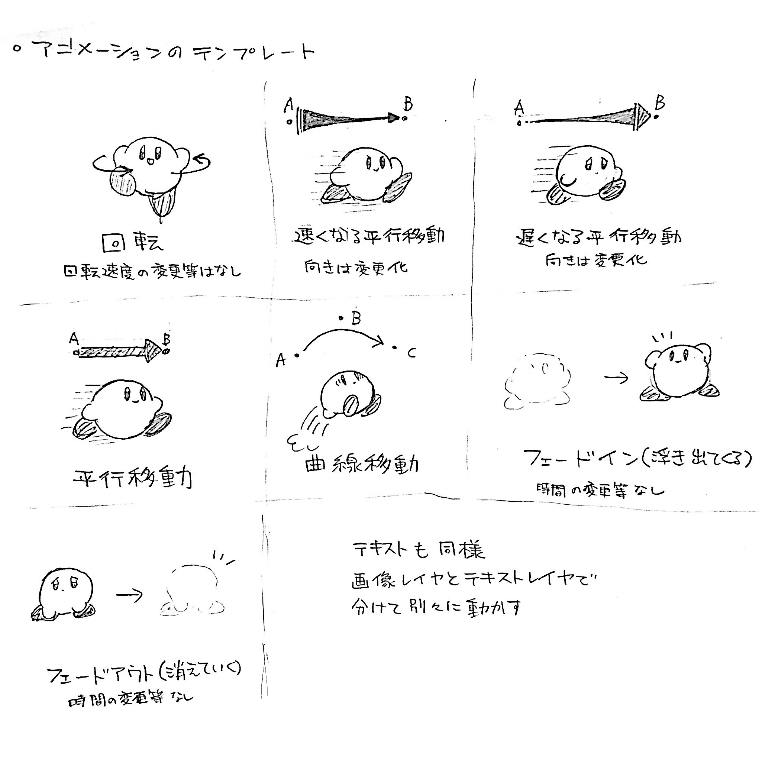 ○ アニメーションのテンプレート
A B
A B
回転
回転速度の変更等はなし
速くなる平行移動
向きは変更化
遅くなる平行移動
向きは変更化
A B
平行移動
A B C
曲線移動
フェードイン(浮き出てくる)
時間の変更等なし
フェードアウト(消えていく)
時間の変更等なし
テキストも同様
画像レイヤとテキストレイヤで
分けて別々に動かす